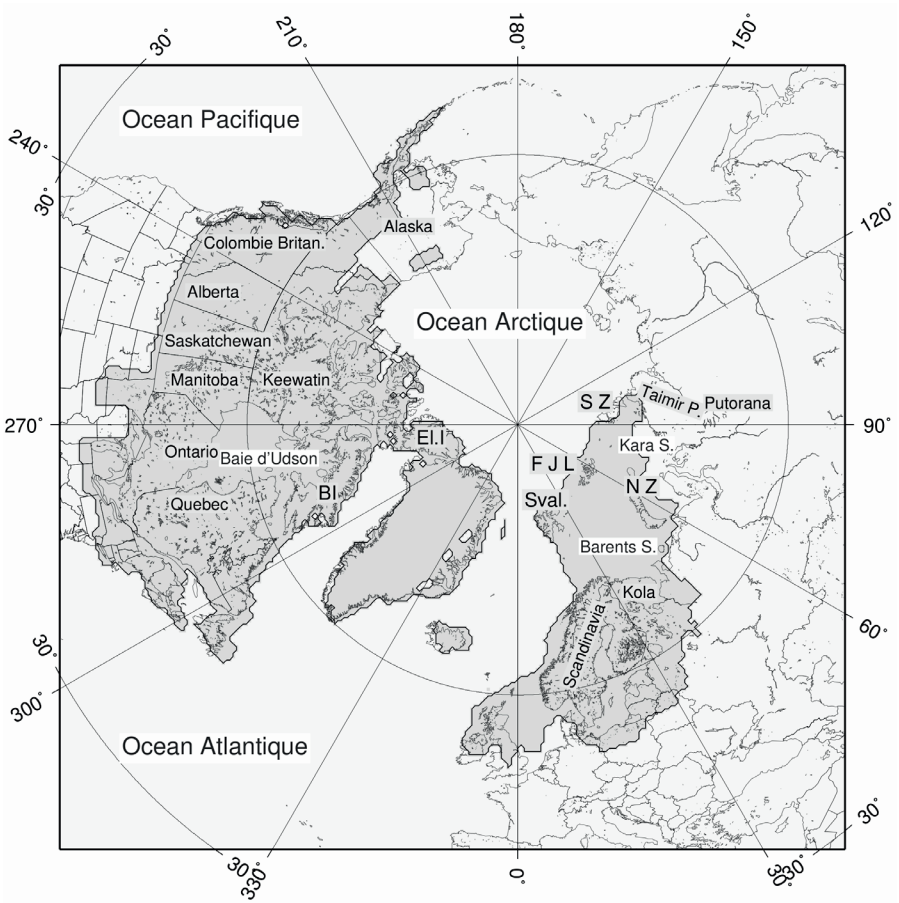 180°
210°
150°
30°
240°
30°
120°
Ocean Pacifique
Alaska
Colombie Britan.
Alberta
Ocean Arctique
Saskatchewan
Manitoba
Keewatin
S Z
Taimir P.
Putorana
270°
90°
El.I
Kara S.
Ontario
Baie d'Udson
F J L
BI
N Z
Sval.
Quebec
Barents S.
Kola
Scandinavia
60°
30°
300°
Ocean Atlantique
30°
30°
330°
0°
30°
30°